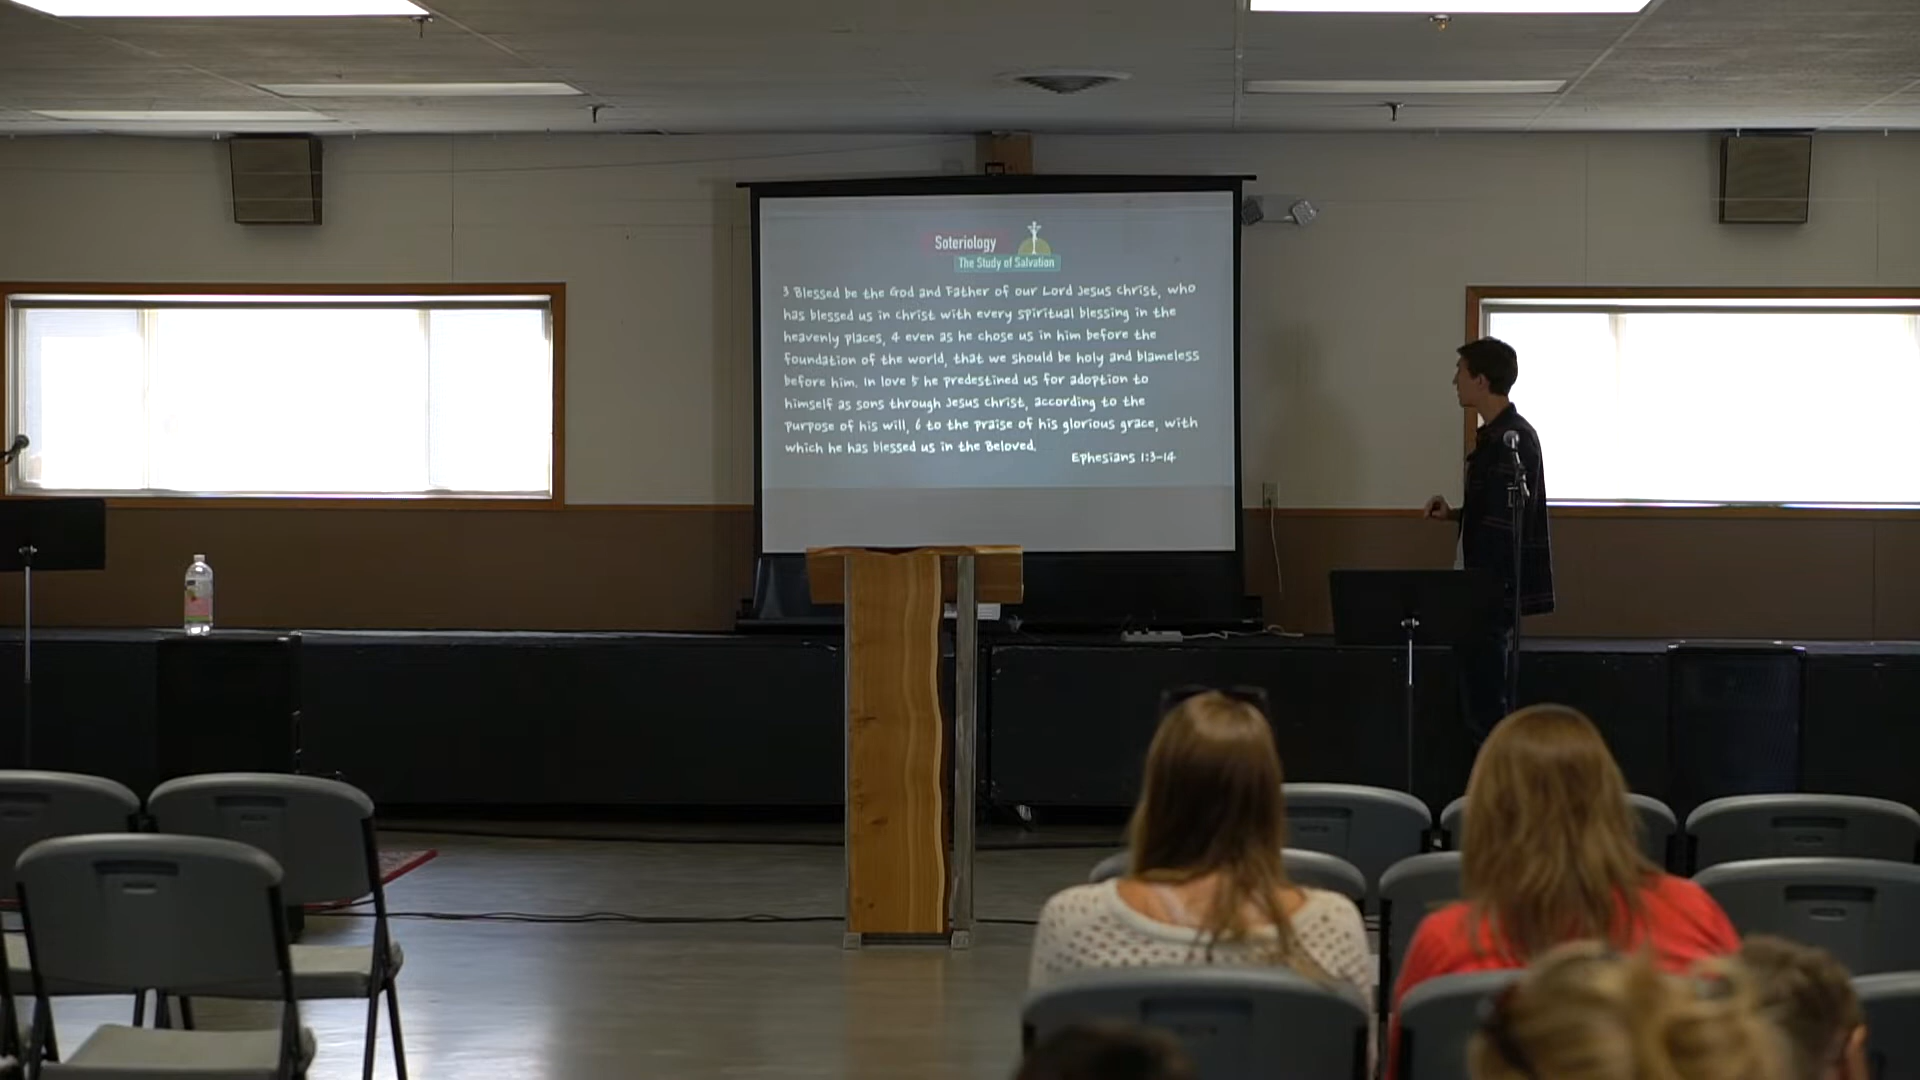 Soteriology
The Study of Salvation
3 Blessed be the God and Father of our Lord Jesus Christ, who
has blessed us in Christ with every spiritual blessing in the
heavenly places, 4 even as he chose us in him before the
foundation of the world, that we should be holy and blameless
before him. In love 5 he predestined us for adoption to
himself as sons through Jesus Christ, according to the
purpose of his will, 6 to the praise of his glorious grace, with
which he has blessed us in the Beloved.
Ephesians 1:3-14